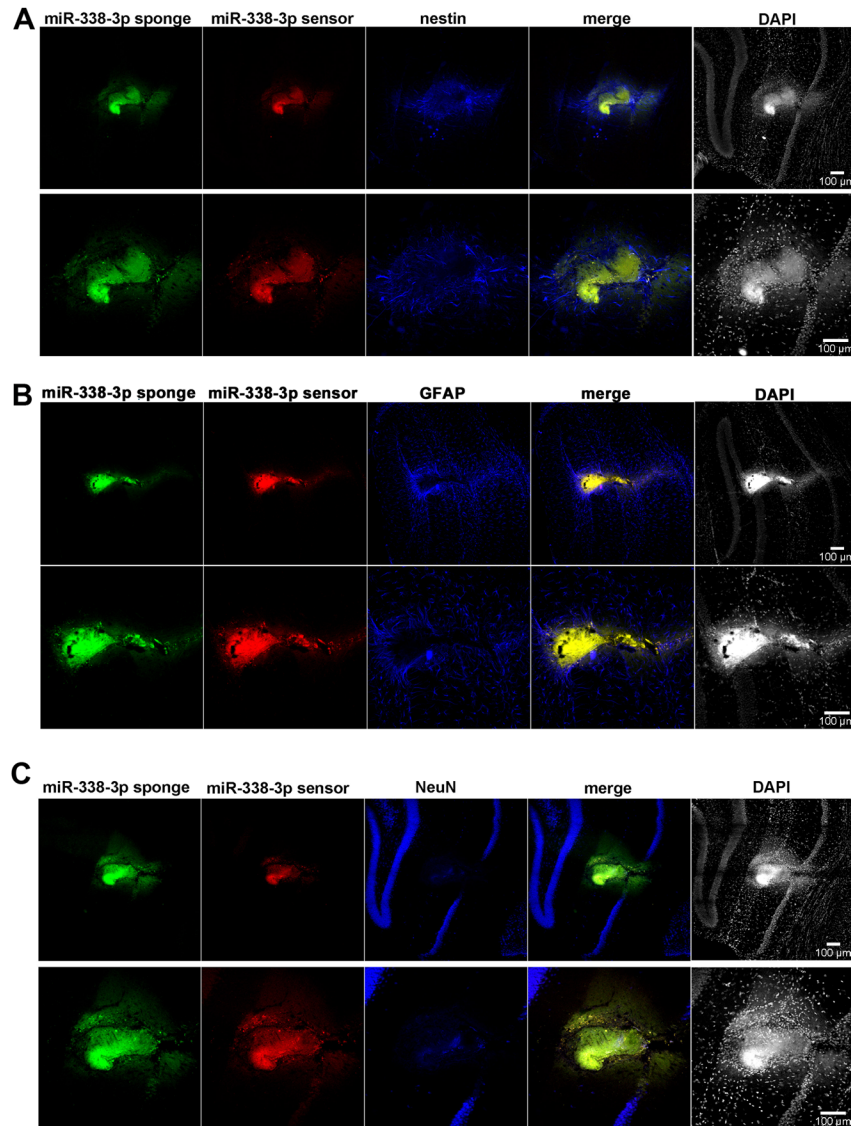 A
miR-338-3p sponge miR-338-3p sensor nestin merge DAPI
100 µm
100 µm
B
miR-338-3p sponge miR-338-3p sensor GFAP merge DAPI
100 µm
100 µm
C
miR-338-3p sponge miR-338-3p sensor NeuN merge DAPI
100 µm
100 µm